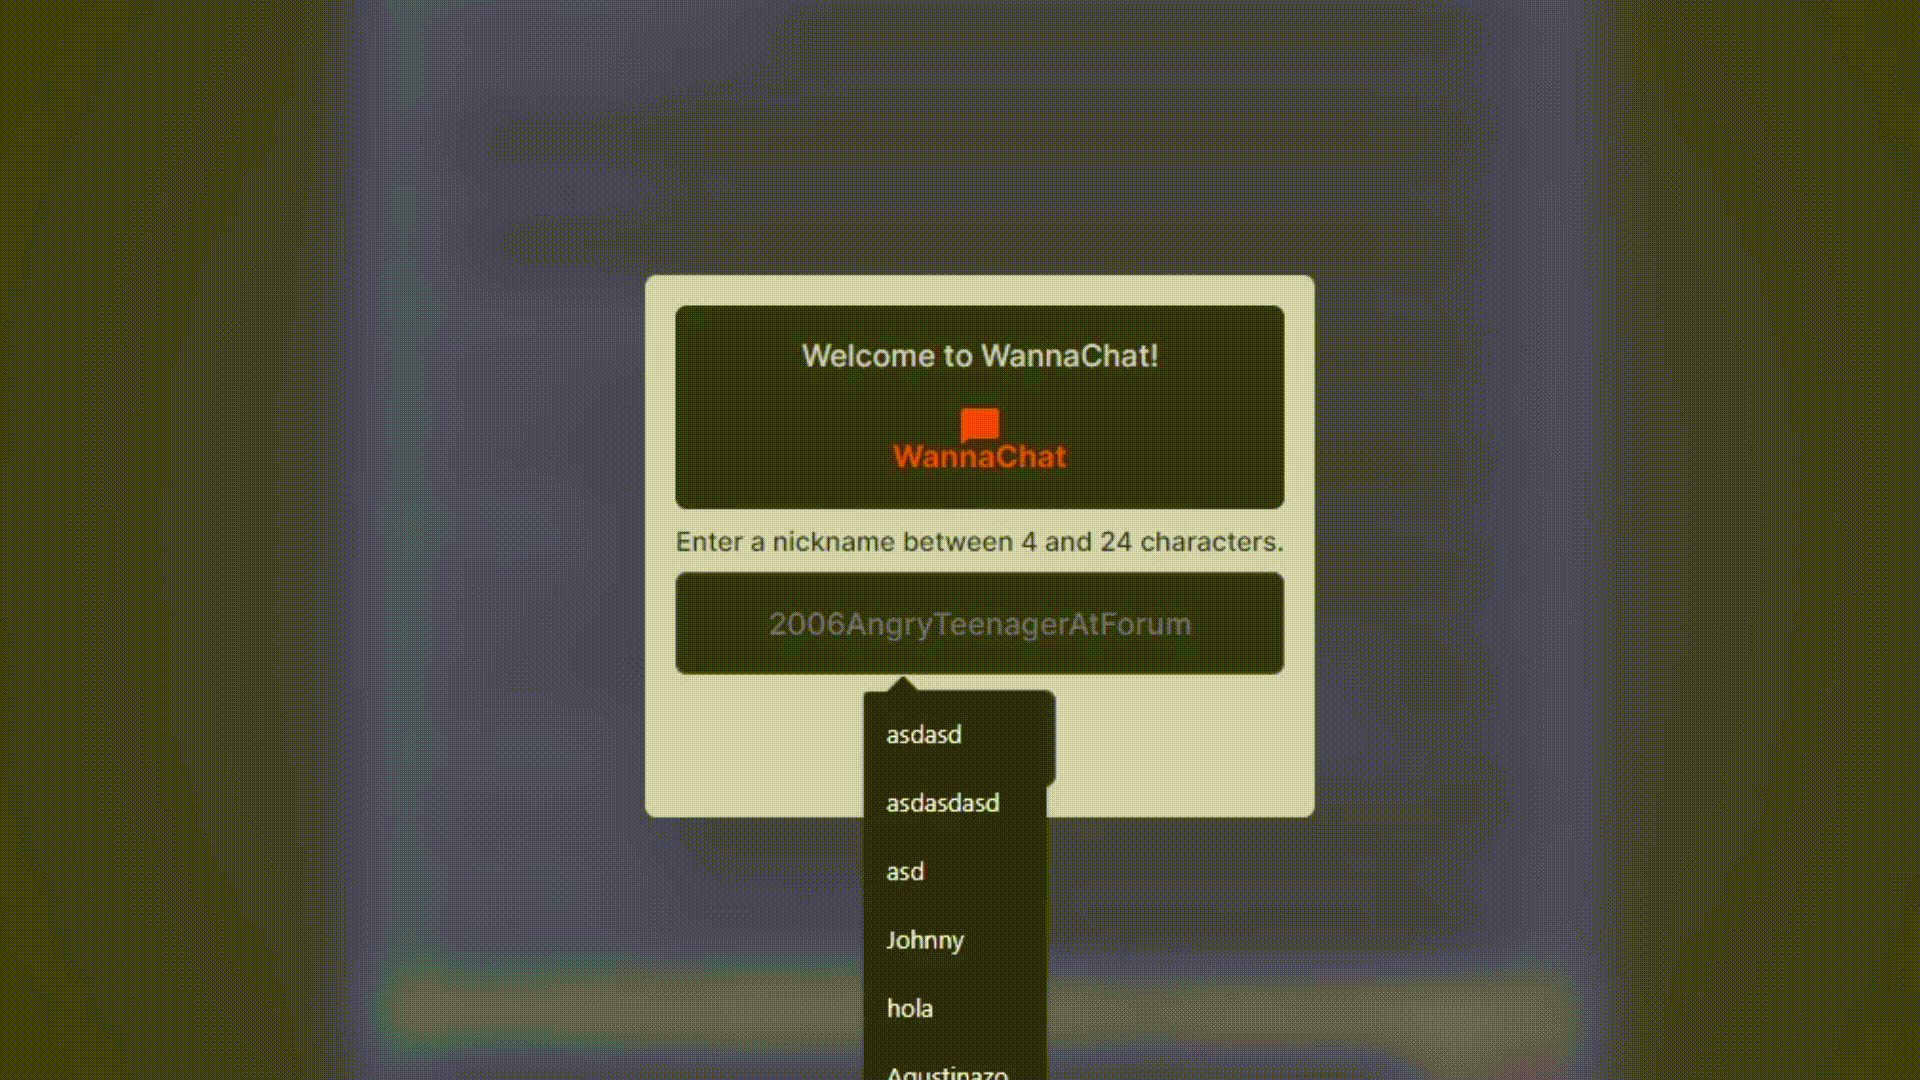 Welcome to WannaChat!
WannaChat
Enter a nickname between 4 and 24 characters.
2006AngryTeenagerAtForum
asdasd
asdasdasd
asd
Johnny
hola
Agustinazo